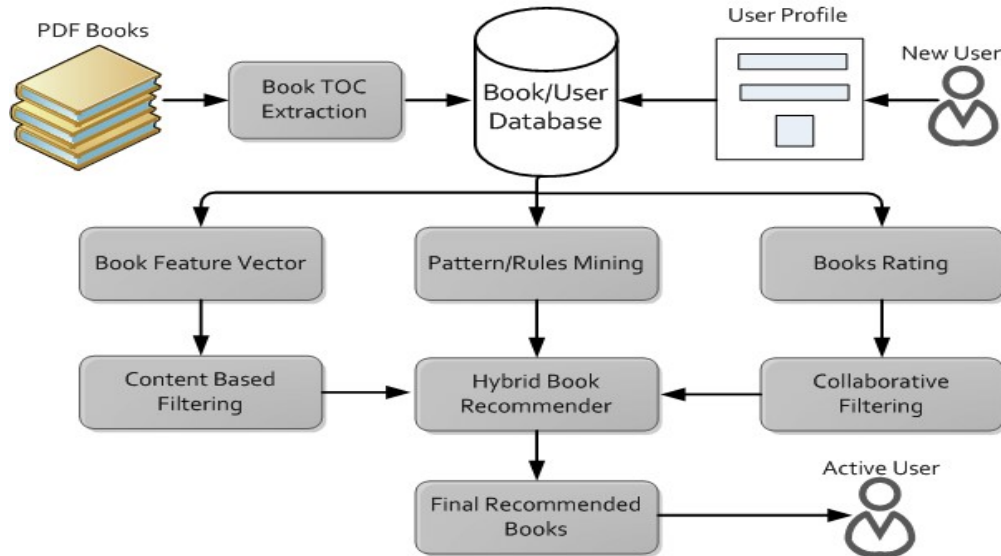 PDF Books
User Profile
New User
Book TOC
Extraction
Book/User
Database
Book Feature Vector
Pattern/Rules Mining
Books Rating
Content Based
Filtering
Hybrid Book
Recommender
Collaborative
Filtering
Active User
Final Recommended
Books